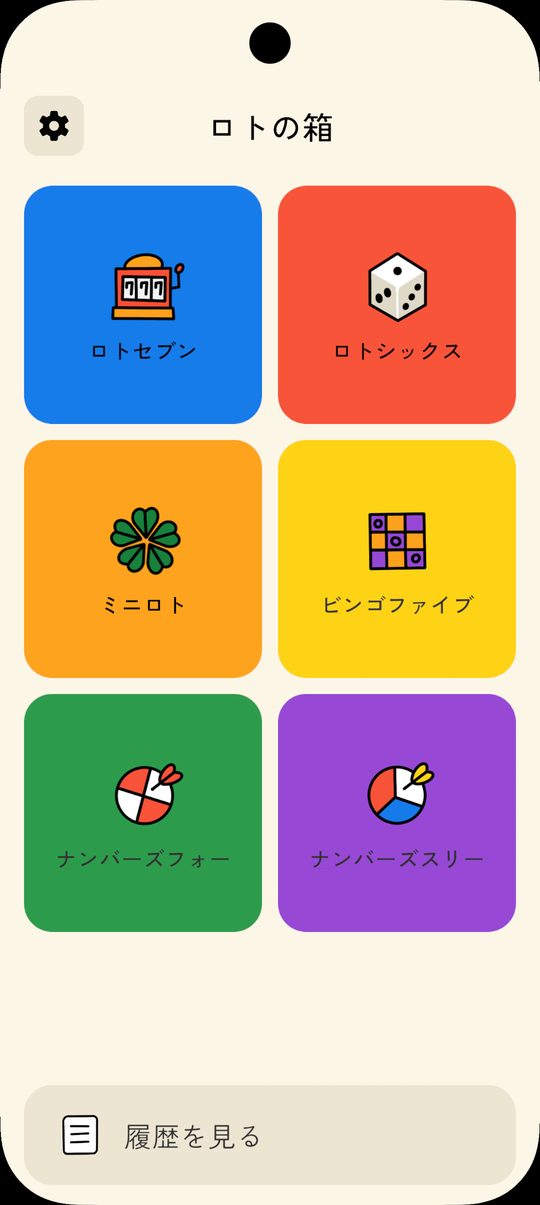 ロトの箱
777
ロトセブン
ロトシックス
ミニロト
ビンゴファイブ
ナンバーズフォー
ナンバーズスリー
履歴を見る